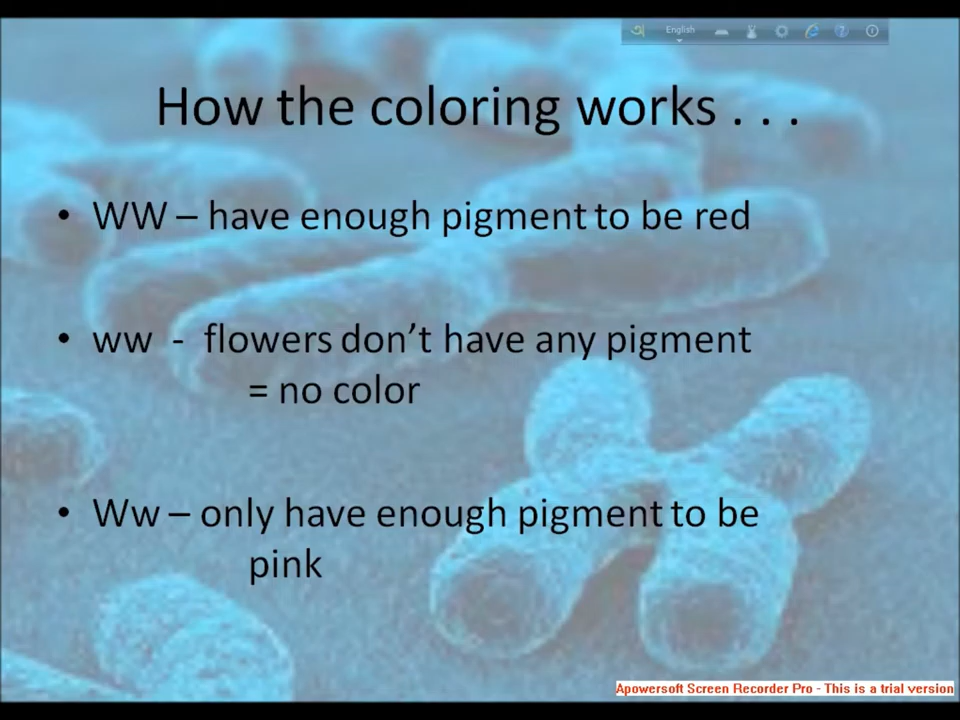 English
How the coloring works . . .
• WW – have enough pigment to be red
• ww - flowers don't have any pigment
= no color
• Ww – only have enough pigment to be
pink
Apowersoft Screen Recorder Pro - This is a trial version